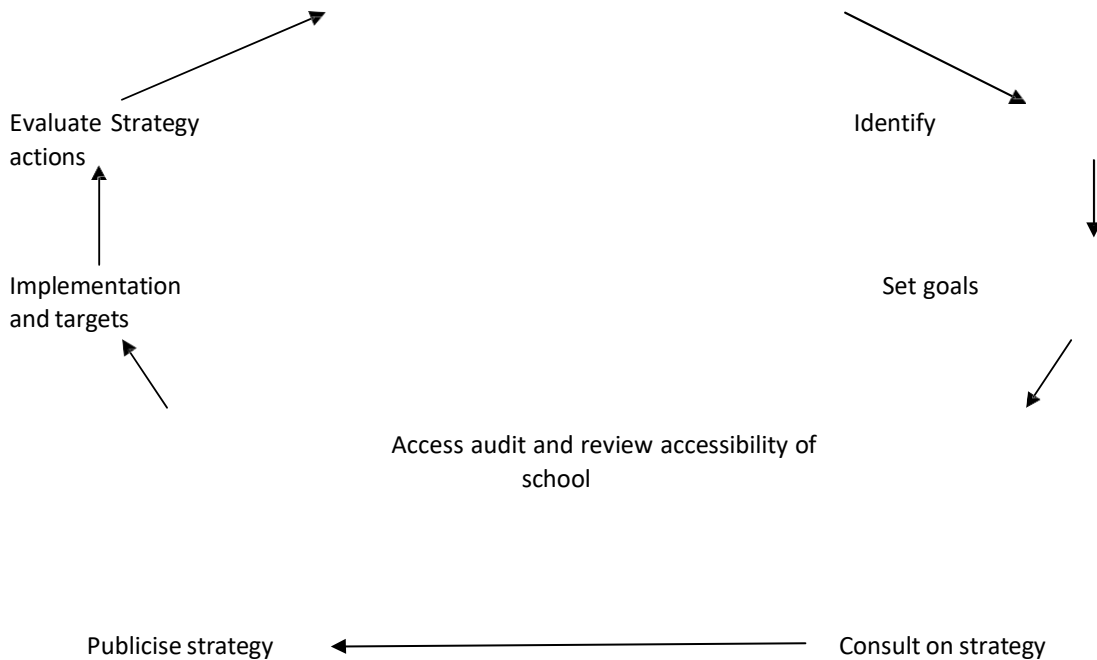 Evaluate Strategy
actions
Identify
Implementation
and targets
Set goals
Access audit and review accessibility of
school
Publicise strategy
Consult on strategy